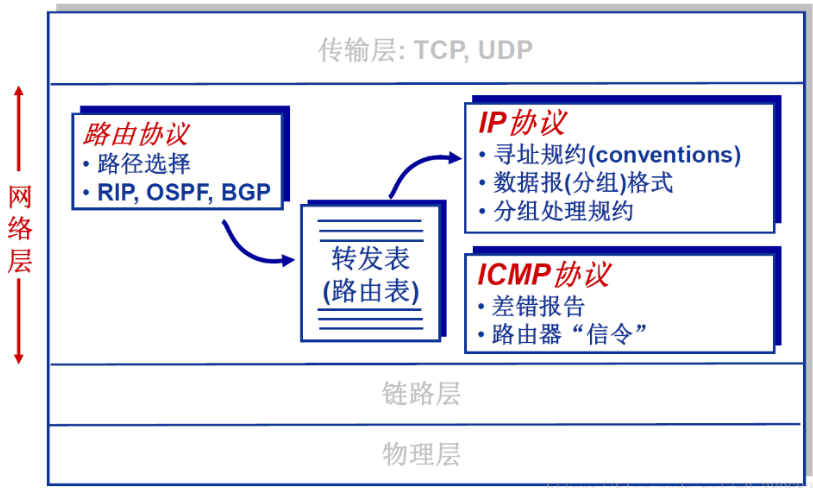 传输层: TCP, UDP
网络层
路由协议
• 路径选择
• RIP, OSPF, BGP
转发表
(路由表)
IP协议
• 寻址规约(conventions)
• 数据报(分组)格式
• 分组处理规约
ICMP协议
• 差错报告
• 路由器“信令”
链路层
物理层